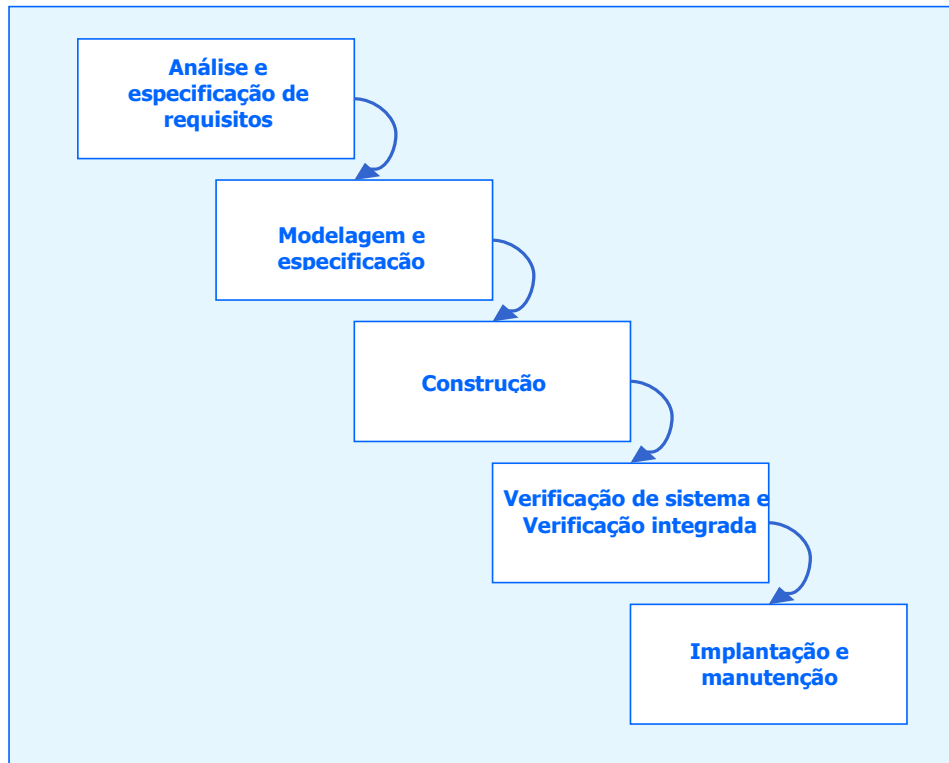 Análise e
especificação de
requisitos
Modelagem e
especificação
Construção
Verificação de sistema e
Verificação integrada
Implantação e
manutenção